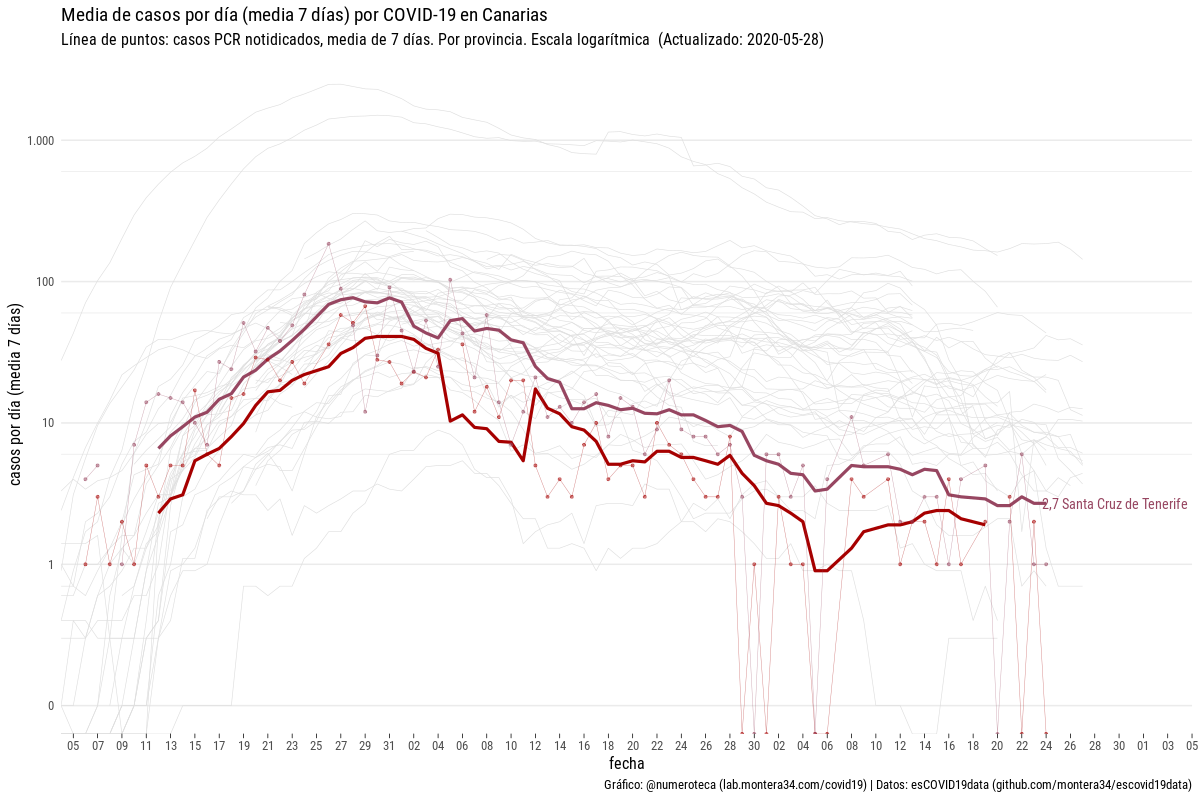 Media de casos por día (media 7 días) por COVID-19 en Canarias
Línea de puntos: casos PCR notidicados, media de 7 días. Por provincia. Escala logarítmica (Actualizado: 2020-05-28)
casos por día (media 7 días)
1.000
100
10
1
0
2,7 Santa Cruz de Tenerife
05 07 09 11 13 15 17 19 21 23 25 27 29 31 02 04 06 08 10 12 14 16 18 20 22 24 26 28 30 02 04 06 08 10 12 14 16 18 20 22 24 26 28 30 01 03 05
fecha
Gráfico: @numeroteca (lab.montera34.com/covid19) | Datos: esCOVID19data (github.com/montera34/escovid19data)